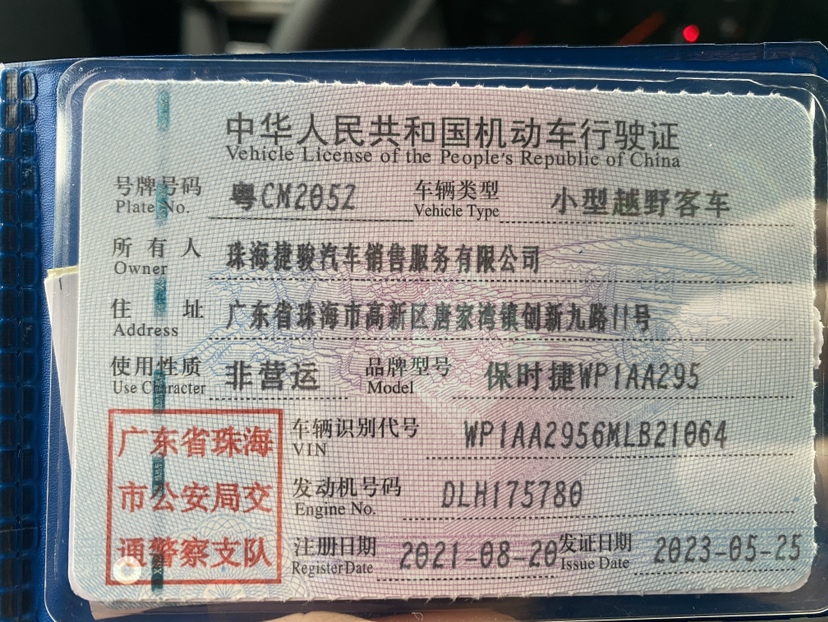 中华人民共和国机动车行驶证
Vehicle License of the People's Republic of China
号牌号码 粤CM205Z 车辆类型 小型越野客车
Plate No. Vehicle Type
所有人 珠海捷骏汽车销售服务有限公司
Owner
住址 广东省珠海市高新区唐家湾镇创新九路11号
Address
使用性质 非营运 品牌型号 保时捷WP1AA295
Use Character Model
广东省珠海
市公安局交
通警察支队
车辆识别代号 WP1AA2956MLB21064
VIN
发动机号码 DLH175780
Engine No.
注册日期 2021-08-20 发证日期 2023-05-25
Register Date Issue Date